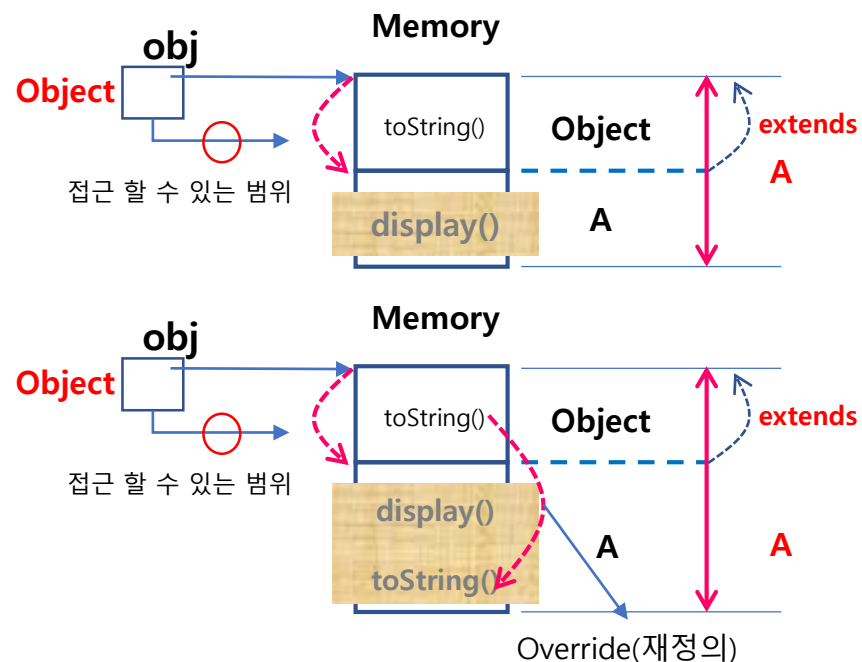 Memory
obj
Object
toString()
Object
extends
접근 할 수 있는 범위
display()
A
A
Memory
obj
Object
toString()
Object
extends
접근 할 수 있는 범위
display()
A
A
toString()
Override(재정의)